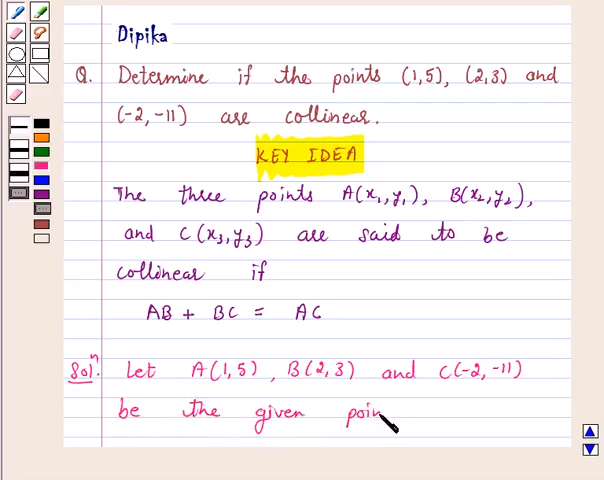 Dipika
Q. Determine if the points (1,5), (2,3) and
(-2,-11) are collinear.
KEY IDEA
The three points A(x₁,y₁), B(x₂,y₂),
and C(x₃,y₃) are said to be
collinear if
AB + BC = AC
Solⁿ. Let A(1,5), B(2,3) and C(-2,-11)
be the given poin